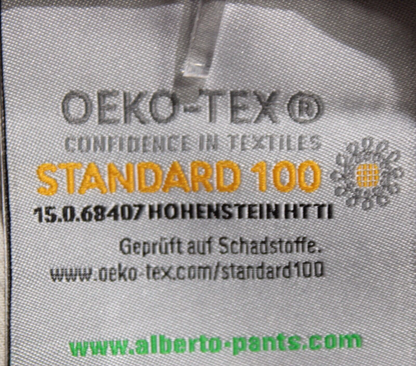 OEKO-TEX®
CONFIDENCE IN TEXTILES
STANDARD 100
15.0.68407 HOHENSTEIN HTTI
Geprüft auf Schadstoffe.
www.oeko-tex.com/standard100
www.alberto-pants.com